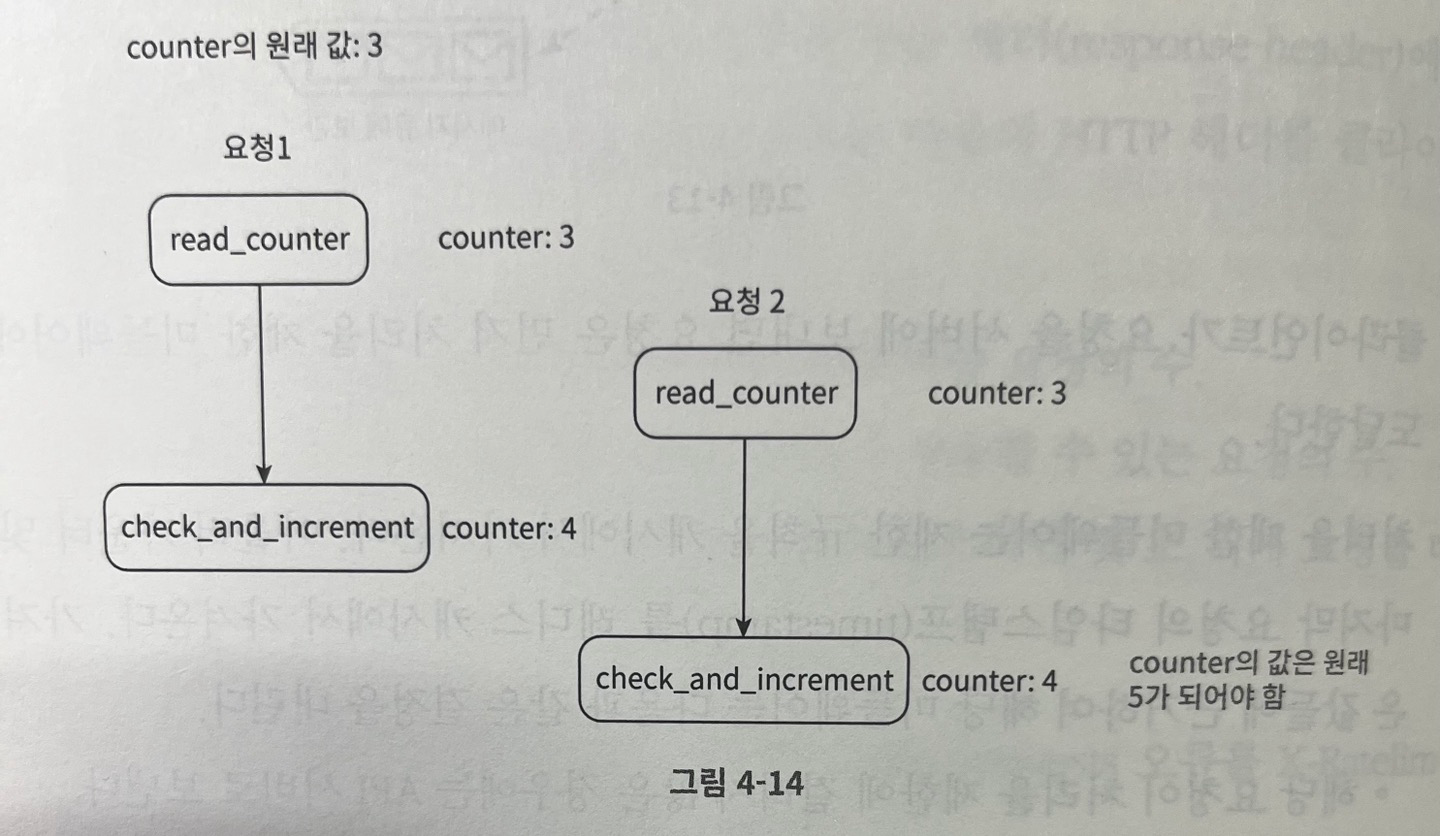 counter의 원래 값: 3
요청1
read_counter
counter: 3
요청 2
read_counter
counter: 3
check_and_increment
counter: 4
check_and_increment
counter: 4
counter의 값은 원래
5가 되어야 함
그림 4-14